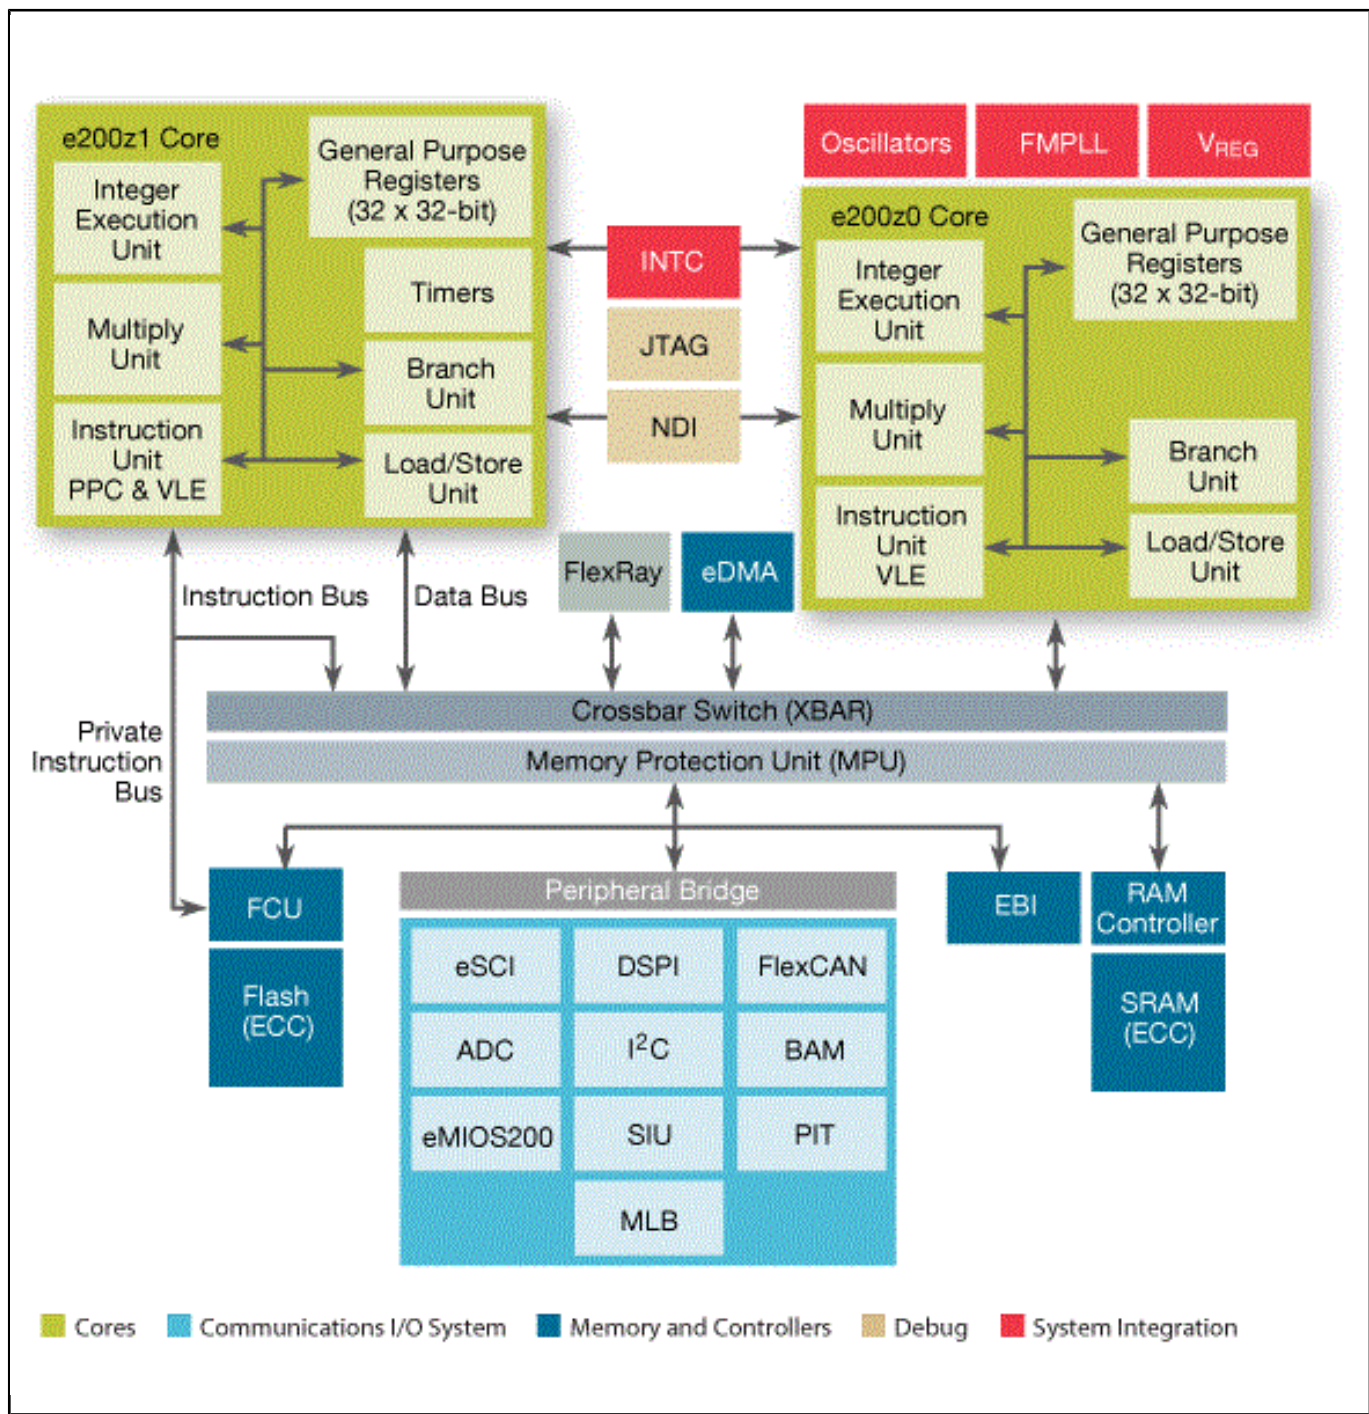 e200z1 Core
Integer
Execution
Unit
Multiply
Unit
Instruction
Unit
PPC & VLE
General Purpose
Registers
(32 x 32-bit)
Timers
Branch
Unit
Load/Store
Unit
INTC
JTAG
NDI
Oscillators
FMPLL
VREG
e200z0 Core
Integer
Execution
Unit
Multiply
Unit
Instruction
Unit
VLE
General Purpose
Registers
(32 x 32-bit)
Branch
Unit
Load/Store
Unit
FlexRay
eDMA
Instruction Bus
Data Bus
Private
Instruction
Bus
Crossbar Switch (XBAR)
Memory Protection Unit (MPU)
FCU
Flash
(ECC)
Peripheral Bridge
eSCI
DSPI
FlexCAN
ADC
I²C
BAM
eMIOS200
SIU
PIT
MLB
EBI
RAM
Controller
SRAM
(ECC)
Cores
Communications I/O System
Memory and Controllers
Debug
System Integration